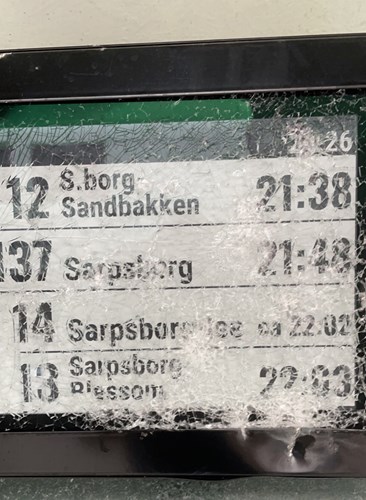 12 S.borg-
Sandbakken 21:38
137 Sarpsborg 21:48
14 Sarpsborg ca 22:02
13 Sarpsborg
22:03